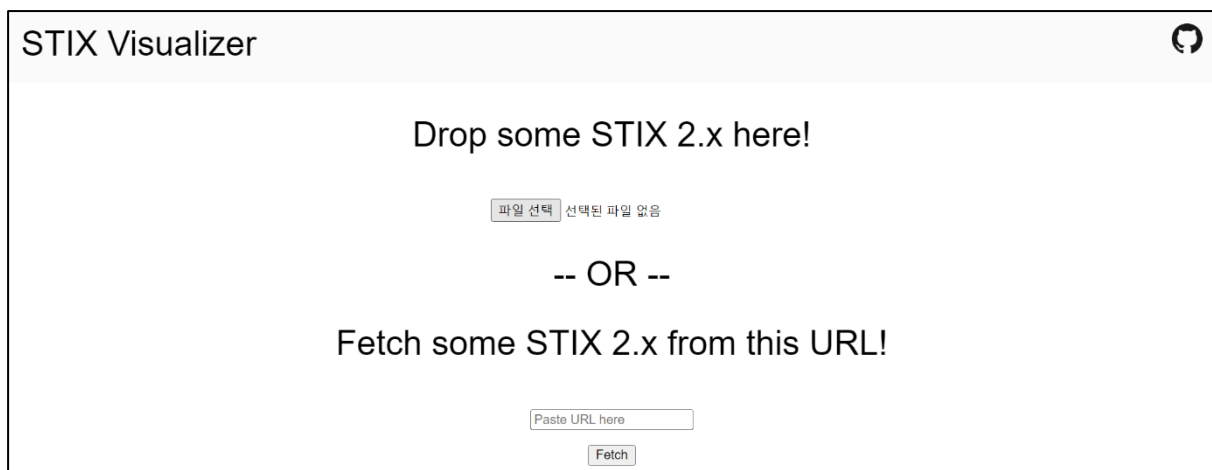 STIX Visualizer
Drop some STIX 2.x here!
파일 선택 선택된 파일 없음
-- OR --
Fetch some STIX 2.x from this URL!
Paste URL here
Fetch